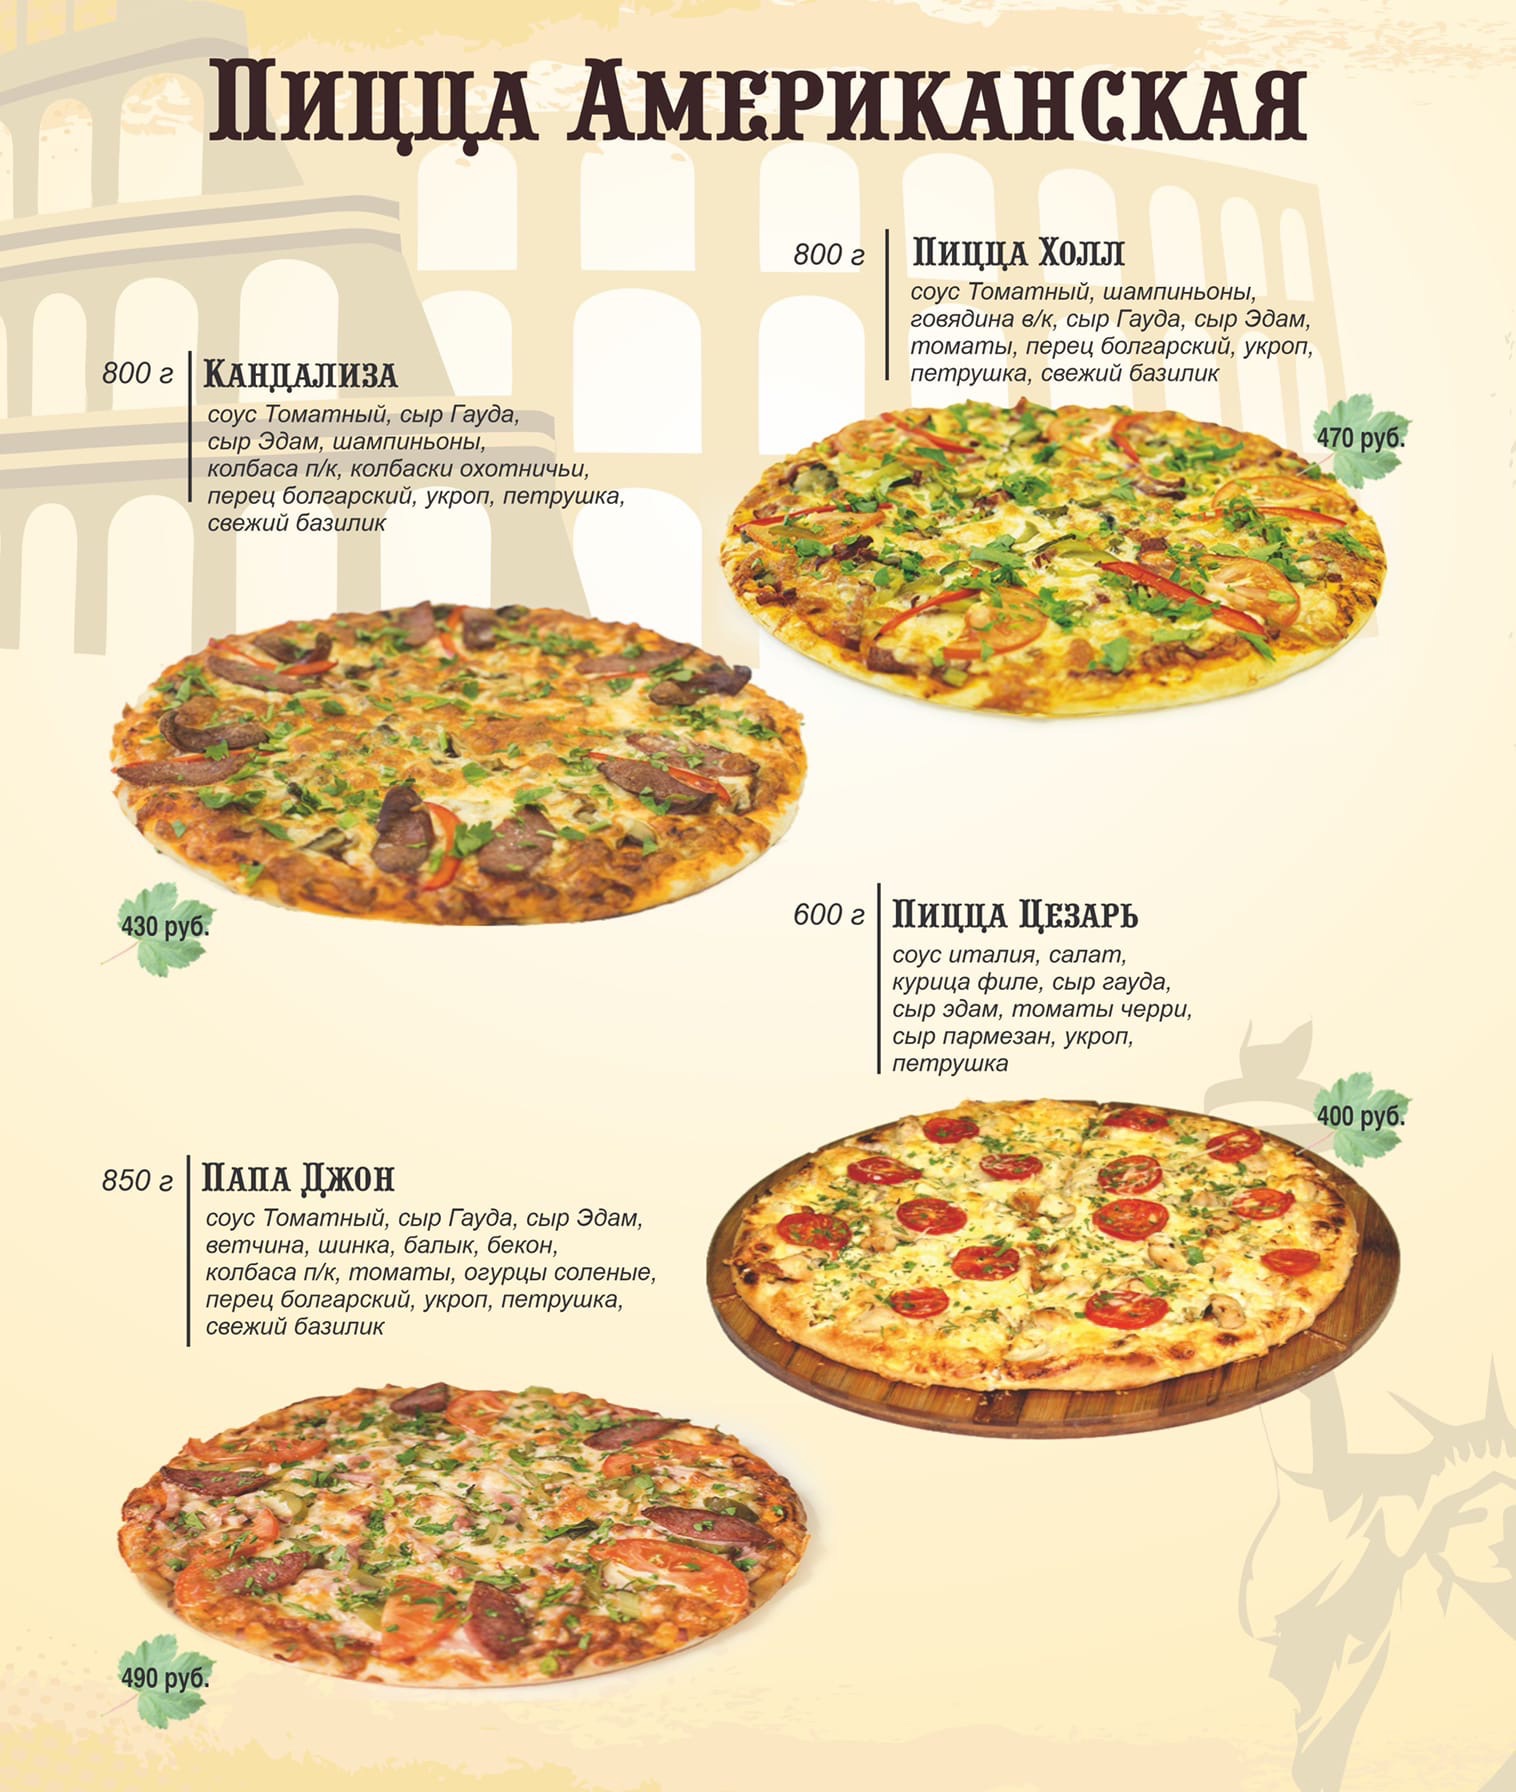 Пицца Американская
800 г
Пицца Холл
соус Томатный, шампиньоны,
говядина в/к, сыр Гауда, сыр Эдам,
томаты, перец болгарский, укроп,
петрушка, свежий базилик
470 руб.
800 г
Кандализа
соус Томатный, сыр Гауда,
сыр Эдам, шампиньоны,
колбаса п/к, колбаски охотничьи,
перец болгарский, укроп, петрушка,
свежий базилик
430 руб.
600 г
Пицца Цезарь
соус италия, салат,
курица филе, сыр гауда,
сыр эдам, томаты черри,
сыр пармезан, укроп,
петрушка
400 руб.
850 г
Папа Джон
соус Томатный, сыр Гауда, сыр Эдам,
ветчина, шинка, балык, бекон,
колбаса п/к, томаты, огурцы соленые,
перец болгарский, укроп, петрушка,
свежий базилик
490 руб.